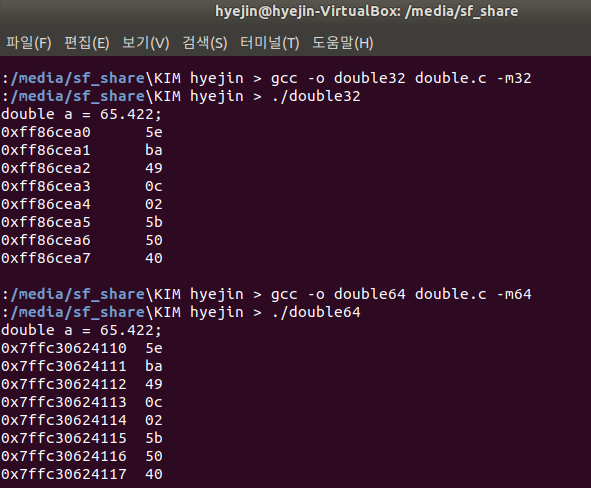 hyejin@hyejin-VirtualBox: /media/sf_share
파일(F) 편집(E) 보기(V) 검색(S) 터미널(T) 도움말(H)
:/media/sf_share\KIM hyejin > gcc -o double32 double.c -m32
:/media/sf_share\KIM hyejin > ./double32
double a = 65.422;
0xff86cea0 5e
0xff86cea1 ba
0xff86cea2 49
0xff86cea3 0c
0xff86cea4 02
0xff86cea5 5b
0xff86cea6 50
0xff86cea7 40
:/media/sf_share\KIM hyejin > gcc -o double64 double.c -m64
:/media/sf_share\KIM hyejin > ./double64
double a = 65.422;
0x7ffc30624110 5e
0x7ffc30624111 ba
0x7ffc30624112 49
0x7ffc30624113 0c
0x7ffc30624114 02
0x7ffc30624115 5b
0x7ffc30624116 50
0x7ffc30624117 40